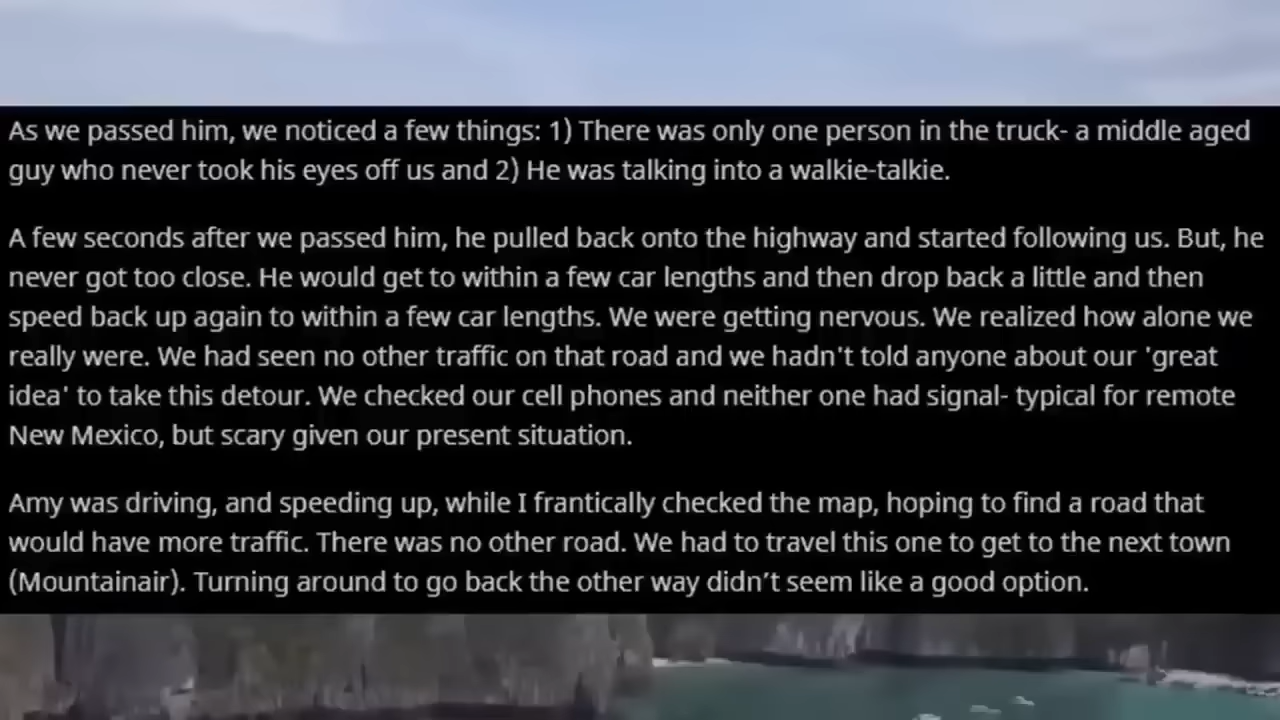 As we passed him, we noticed a few things: 1) There was only one person in the truck- a middle aged
guy who never took his eyes off us and 2) He was talking into a walkie-talkie.
A few seconds after we passed him, he pulled back onto the highway and started following us. But, he
never got too close. He would get to within a few car lengths and then drop back a little and then
speed back up again to within a few car lengths. We were getting nervous. We realized how alone we
really were. We had seen no other traffic on that road and we hadn't told anyone about our 'great
idea' to take this detour. We checked our cell phones and neither one had signal- typical for remote
New Mexico, but scary given our present situation.
Amy was driving, and speeding up, while I frantically checked the map, hoping to find a road that
would have more traffic. There was no other road. We had to travel this one to get to the next town
(Mountainair). Turning around to go back the other way didn’t seem like a good option.